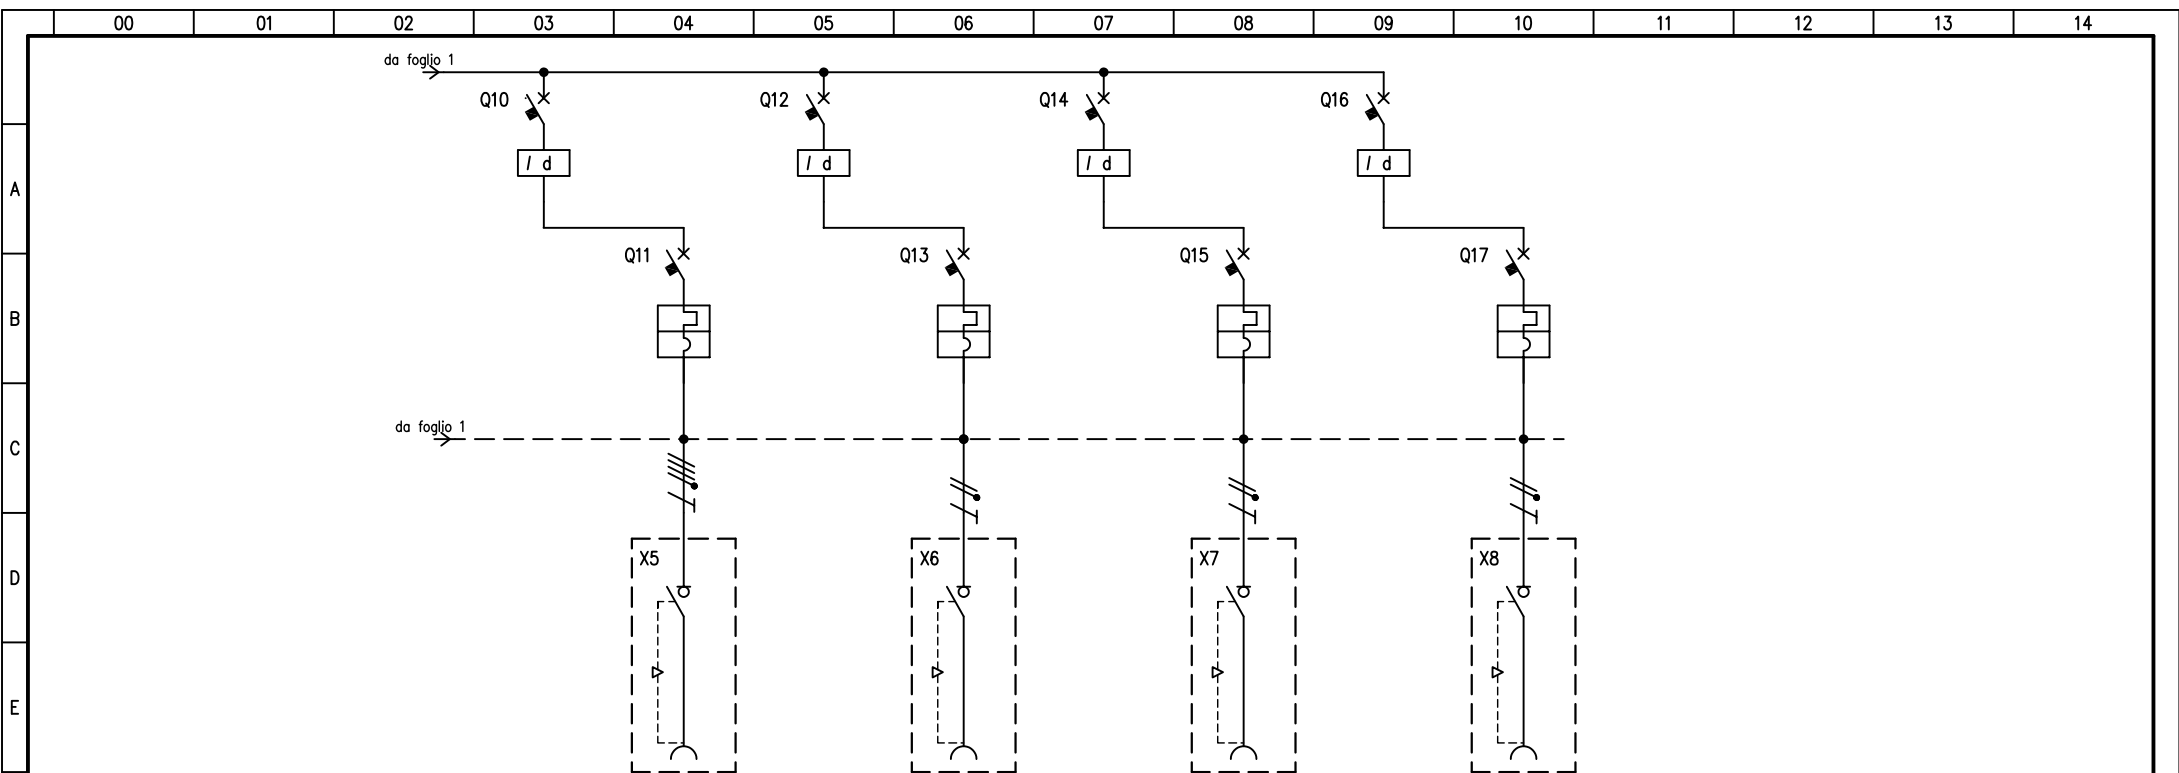 00 01 02 03 04 05 06 07 08 09 10 11 12 13 14
da foglio 1
Q10 Q12 Q14 Q16
A
I d I d I d I d
Q11 Q13 Q15 Q17
B
da foglio 1
C
X5 X6 X7 X8
D
E